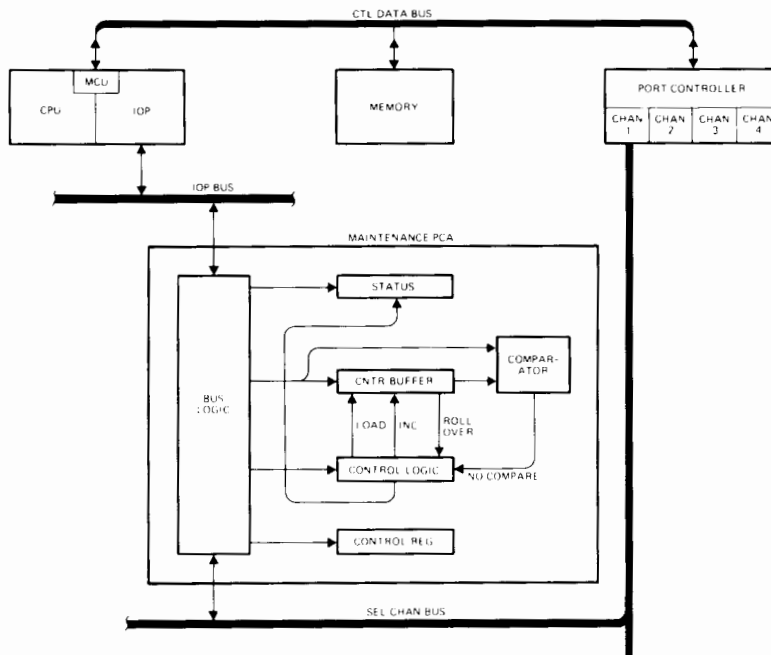 CTL DATA BUS
MCU
CPU
IOP
MEMORY
PORT CONTROLLER
CHAN
1
CHAN
2
CHAN
3
CHAN
4
IOP BUS
MAINTENANCE PCA
STATUS
COMPAR-
ATOR
CNTR BUFFER
BUS
LOGIC
LOAD
INC
ROLL
OVER
CONTROL LOGIC
NO COMPARE
CONTROL REG
SEL CHAN BUS